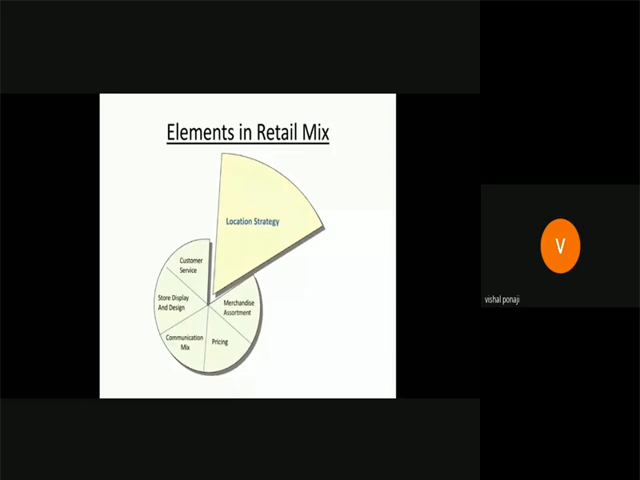 Elements in Retail Mix
Location Strategy
Customer
Service
Store Display
And Design
Merchandise
Assortment
Communication
Mix
Pricing
V
vishal ponaji